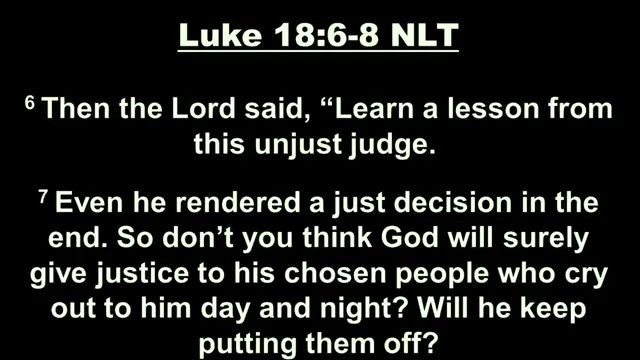 Luke 18:6-8 NLT
6 Then the Lord said, “Learn a lesson from
this unjust judge.
7 Even he rendered a just decision in the
end. So don’t you think God will surely
give justice to his chosen people who cry
out to him day and night? Will he keep
putting them off?